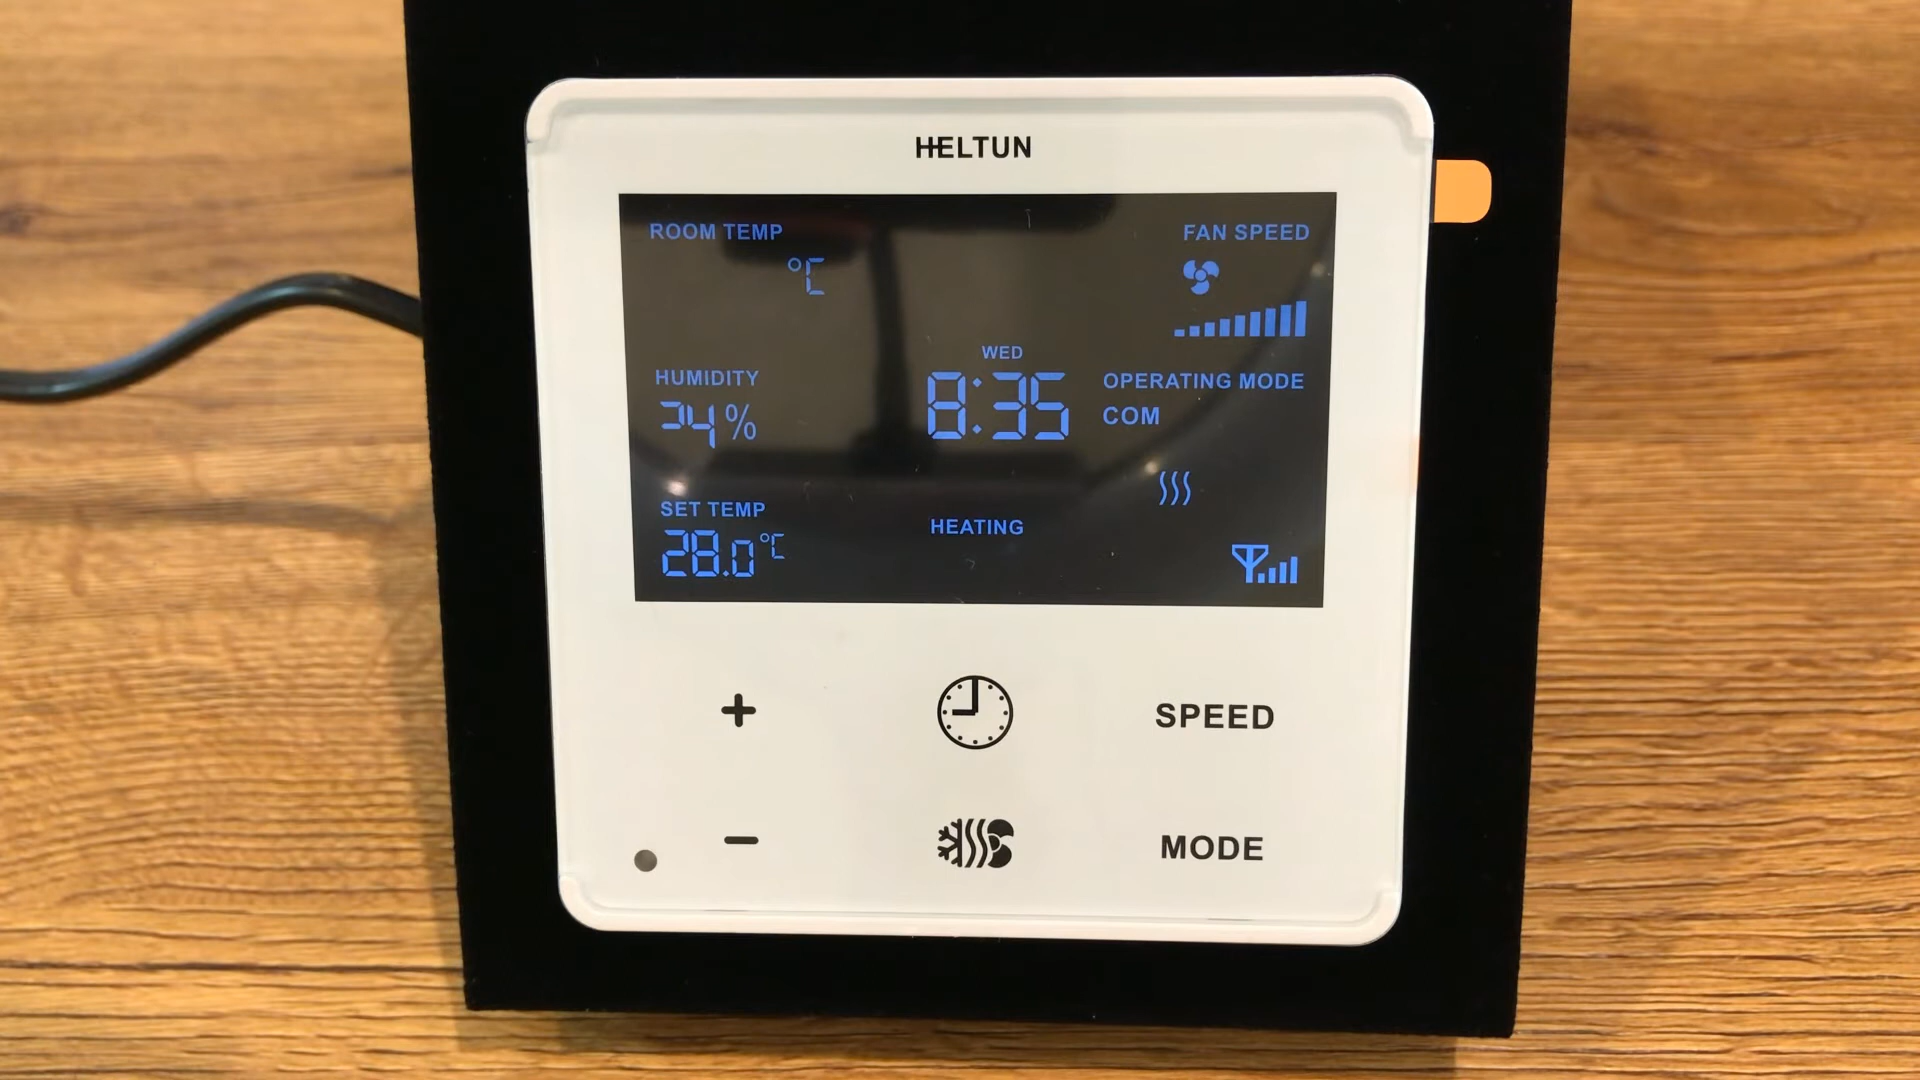 HELTUN
ROOM TEMP
°C
FAN SPEED
WED
8:35
HUMIDITY
%
OPERATING MODE
COM
SET TEMP
28.0°C
HEATING
+
SPEED
−
MODE